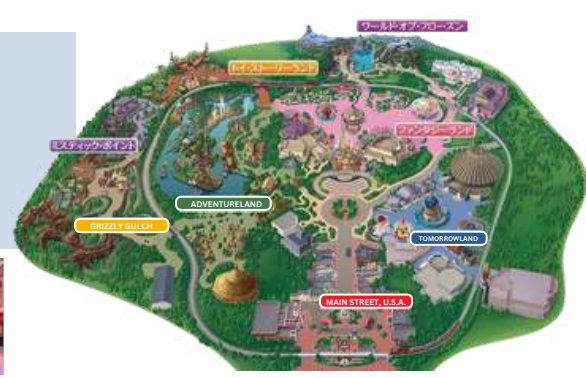 ワールド・オブ・フローズン
トイ・ストーリーランド
ファンタジーランド
ミスティック・ポイント
ADVENTURELAND
GRIZZLY GULCH
TOMORROWLAND
MAIN STREET, U.S.A.